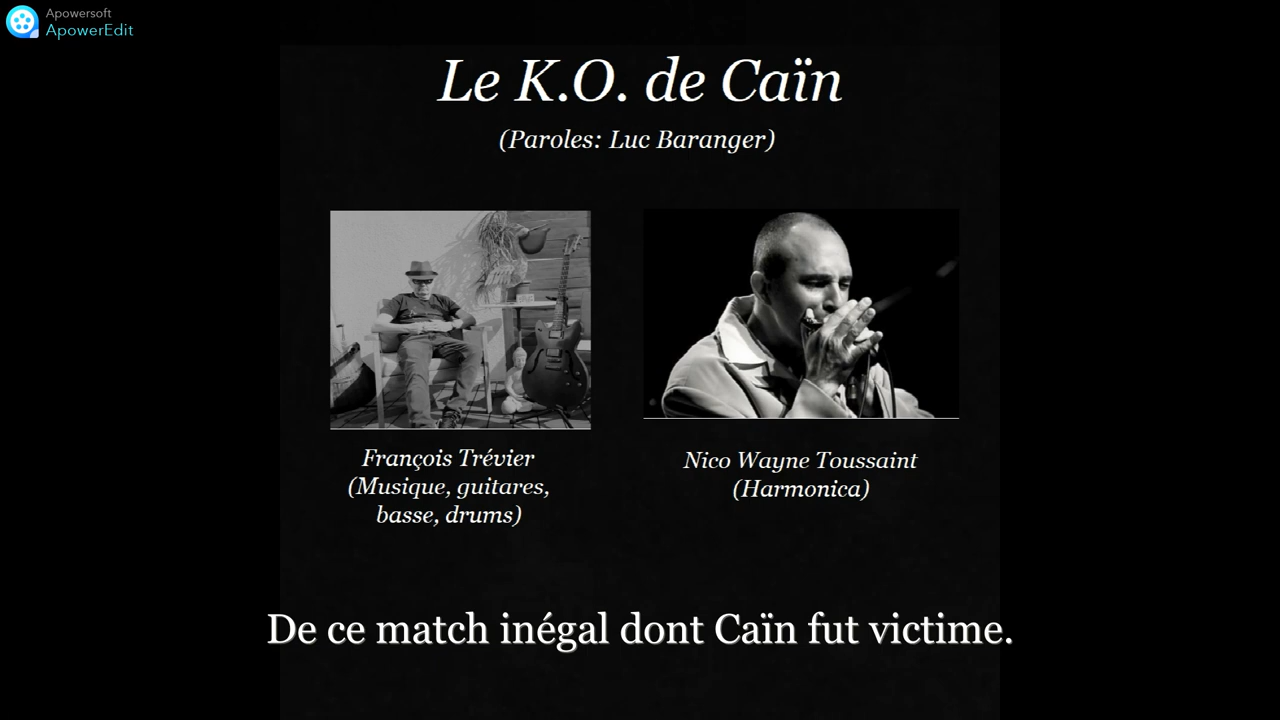 Apowersoft
ApowerEdit
Le K.O. de Caïn
(Paroles: Luc Baranger)
François Trévier
(Musique, guitares,
basse, drums)
Nico Wayne Toussaint
(Harmonica)
De ce match inégal dont Caïn fut victime.